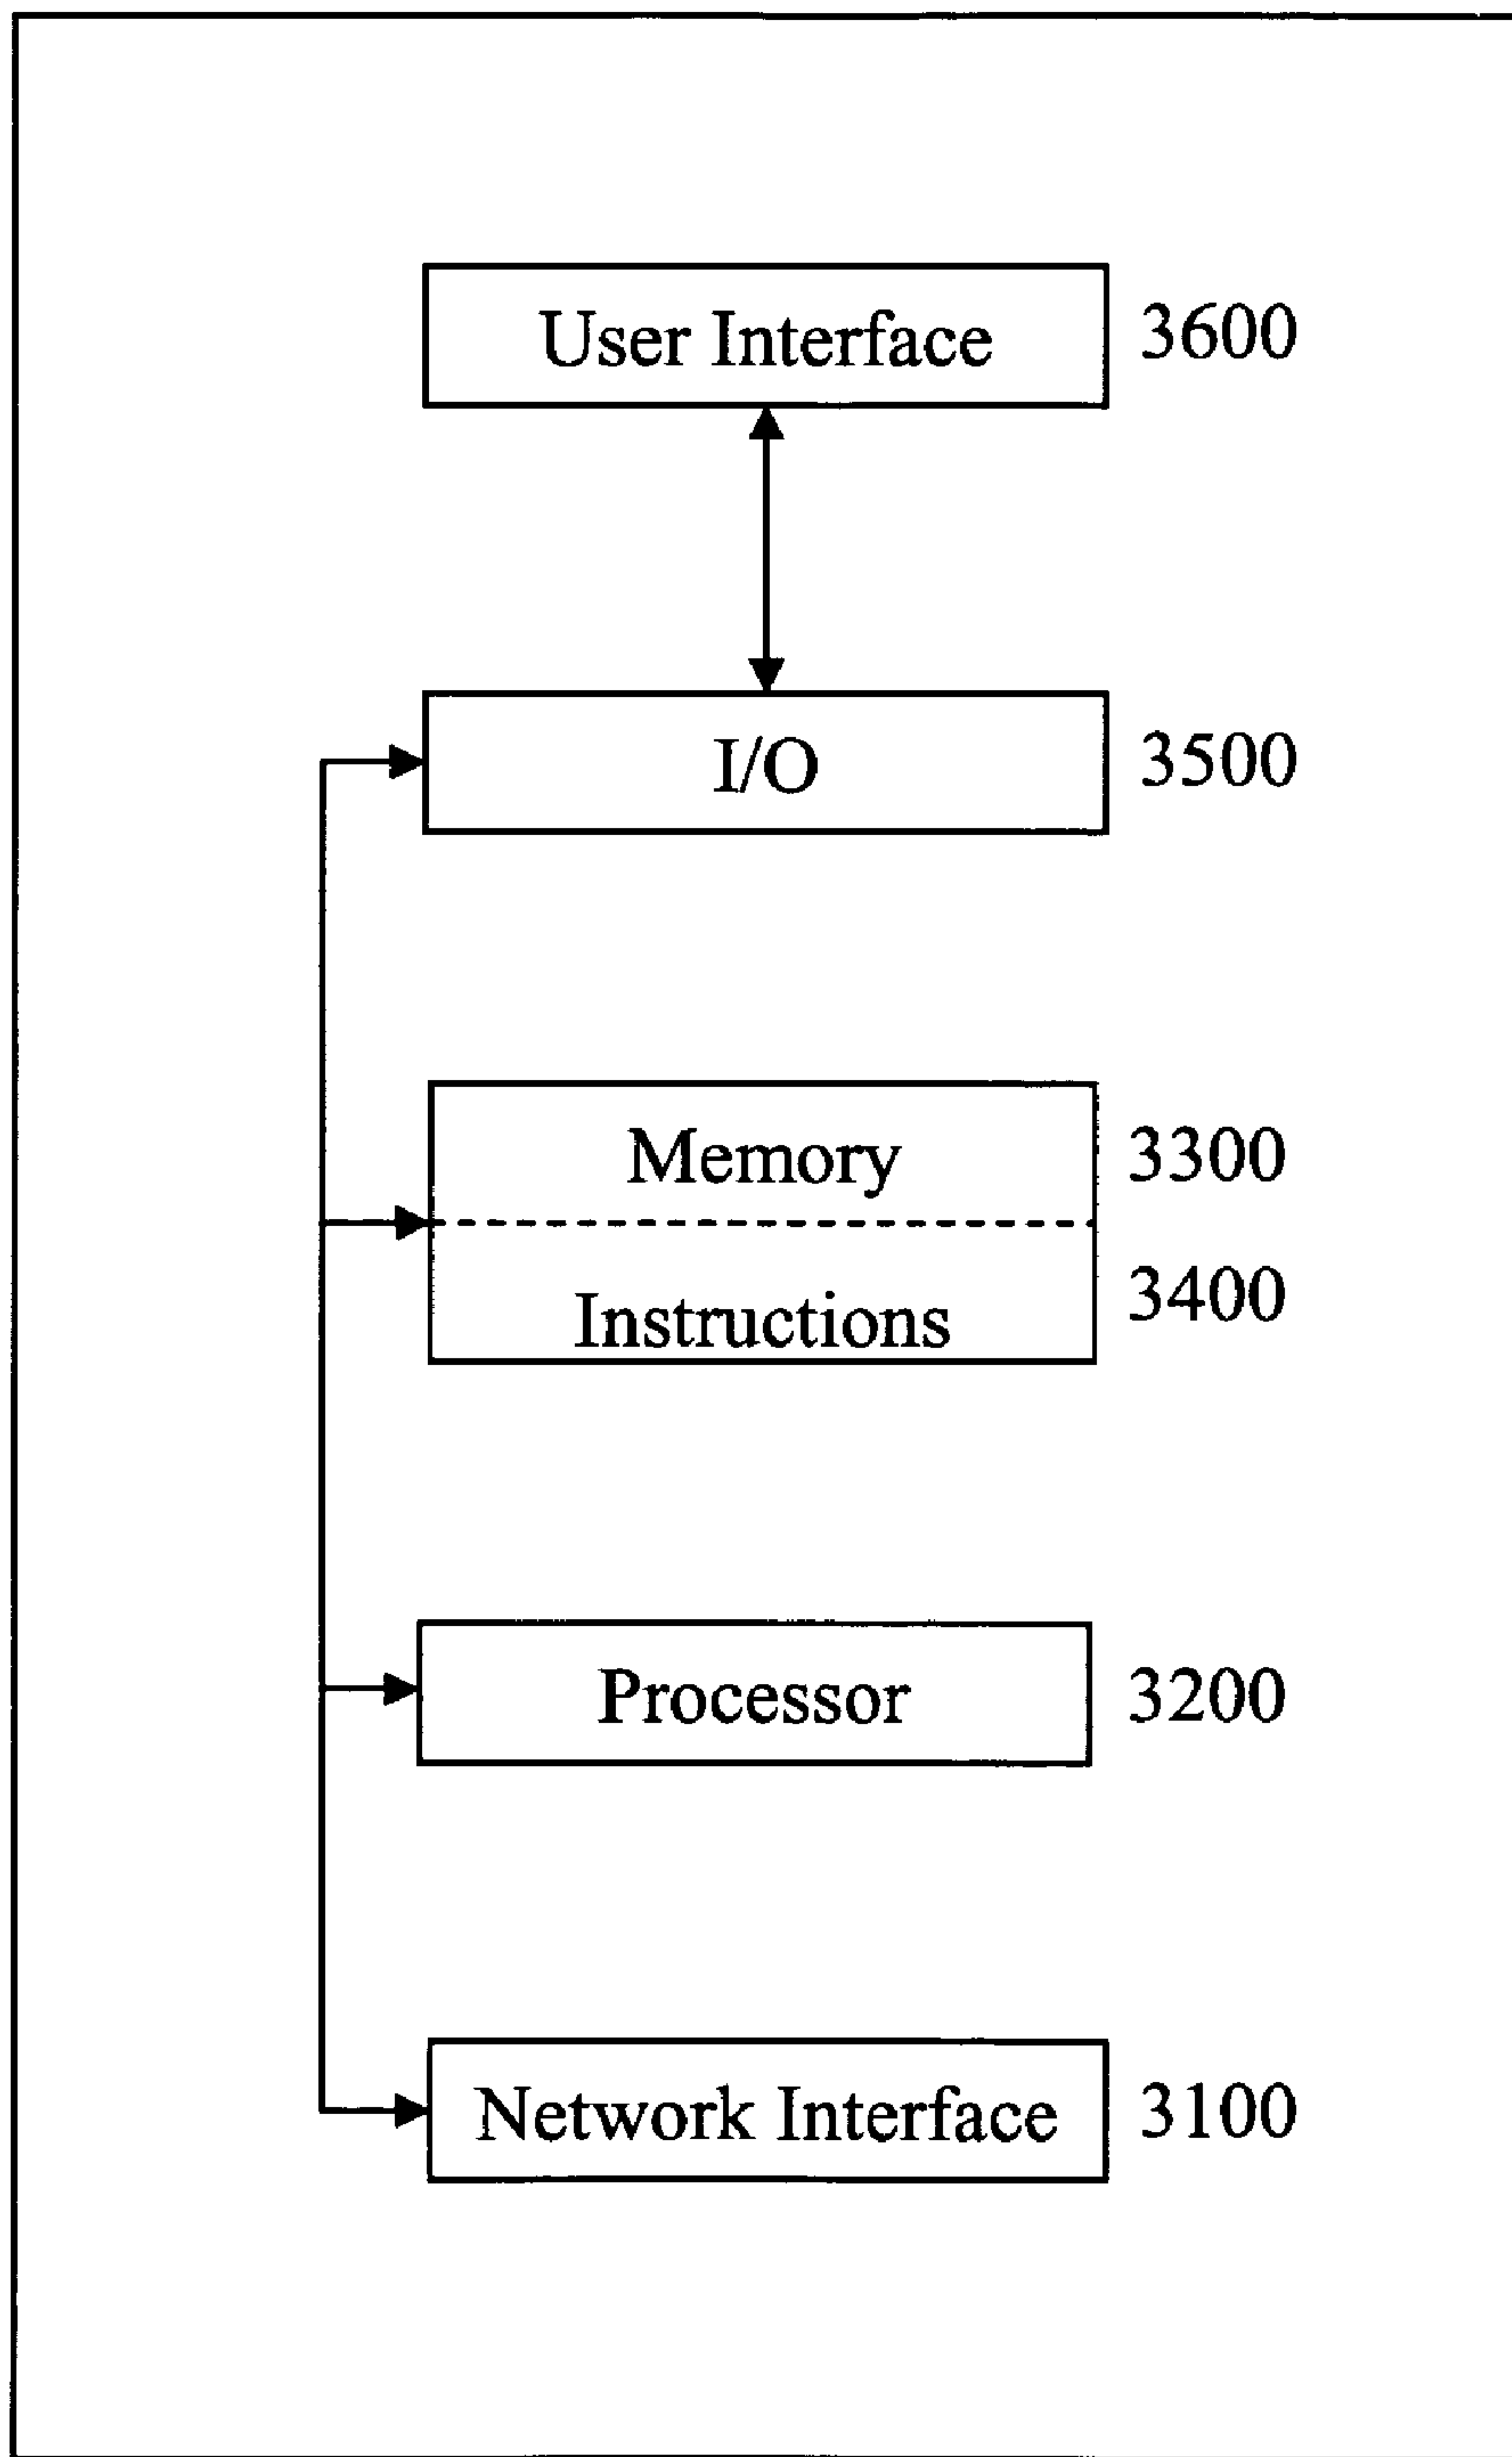 User Interface 3600
I/O 3500
Memory 3300
Instructions 3400
Processor 3200
Network Interface 3100